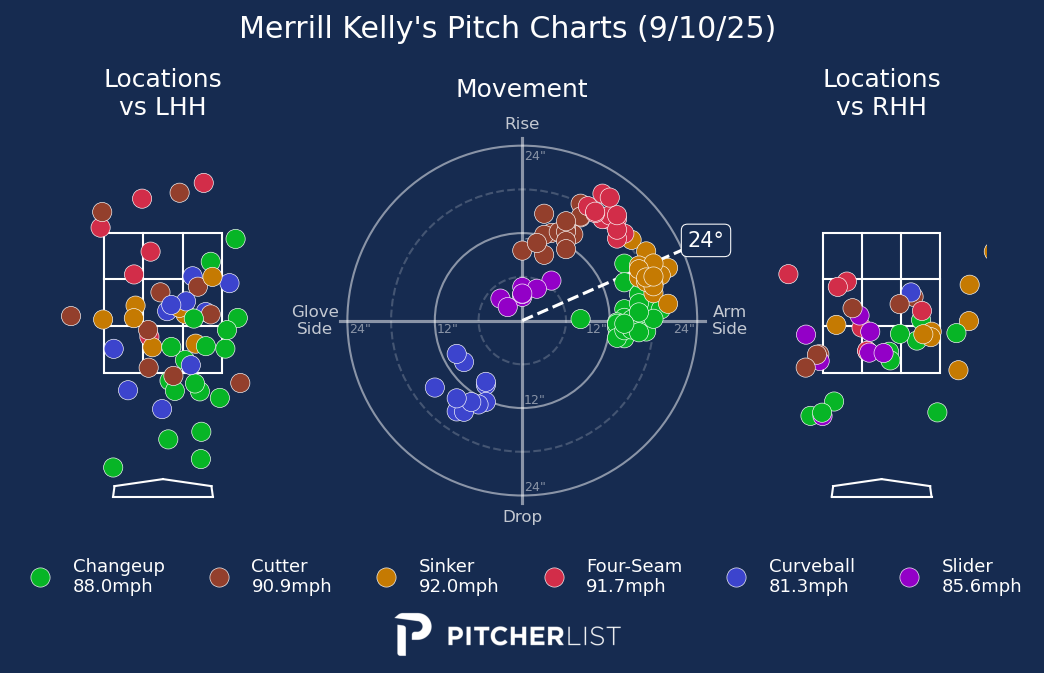 Merrill Kelly's Pitch Charts (9/10/25)
Locations
vs LHH
Movement
Locations
vs RHH
Rise
24"
24°
Glove
Side
24"
12"
12"
24"
Arm
Side
12"
24"
Drop
Changeup
88.0mph
Cutter
90.9mph
Sinker
92.0mph
Four-Seam
91.7mph
Curveball
81.3mph
Slider
85.6mph
PITCHERLIST